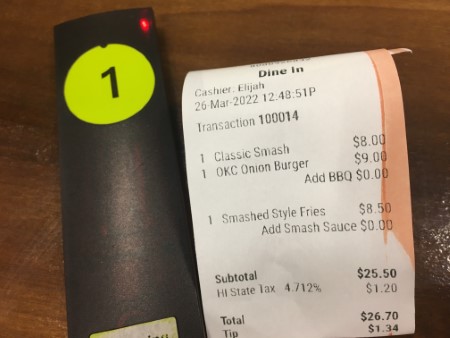 1
Dine In
Cashier: Elijah
26-Mar-2022 12:48:51P
Transaction 100014
1 Classic Smash $8.00
1 OKC Onion Burger $9.00
Add BBQ $0.00
1 Smashed Style Fries $8.50
Add Smash Sauce $0.00
Subtotal $25.50
HI State Tax 4.712% $1.20
Total $26.70
Tip $1.34